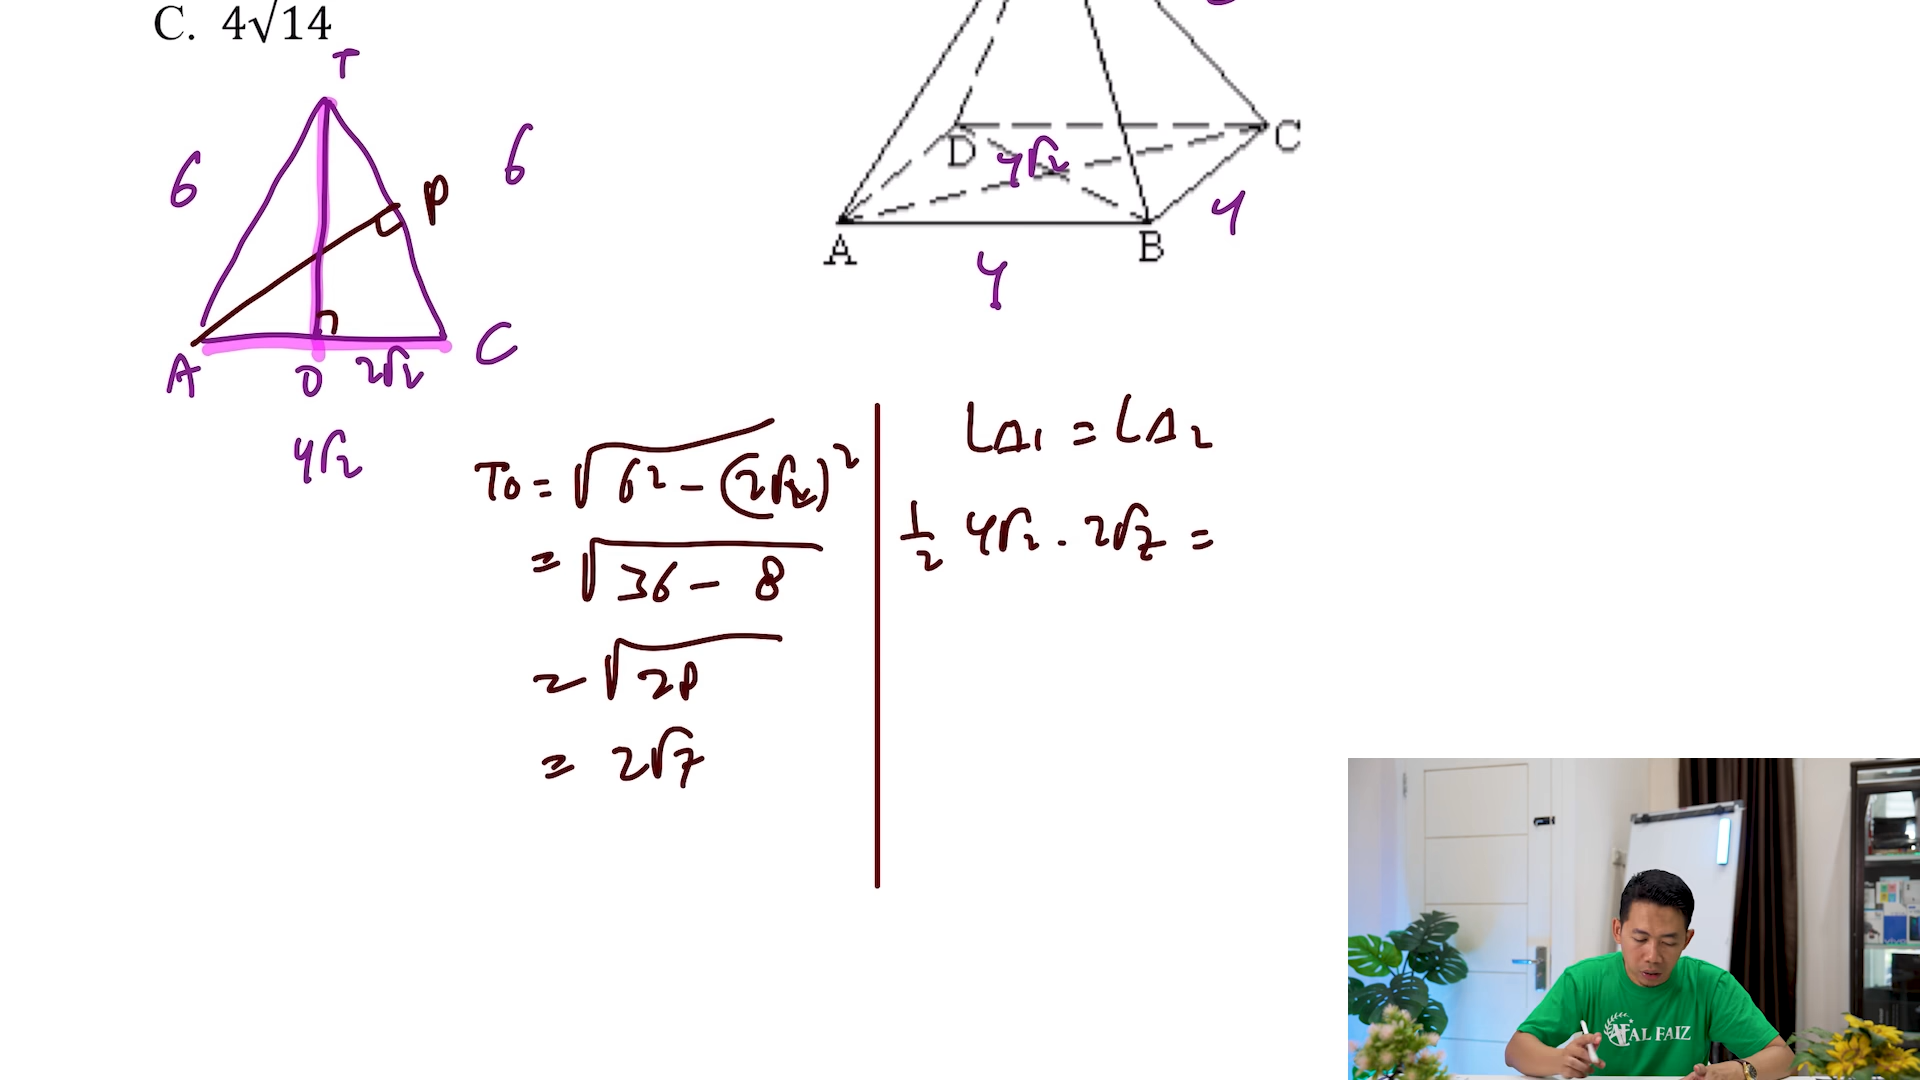 C. 4√14
T
6
6
P
A
O
2√2
C
4√2
D
4√2
C
4
A
B
4
TO = √6² - (2√2)²
= √36 - 8
= √28
= 2√7
L△1 = L△2
1/2 4√2 . 2√7 =
AL FAIZ